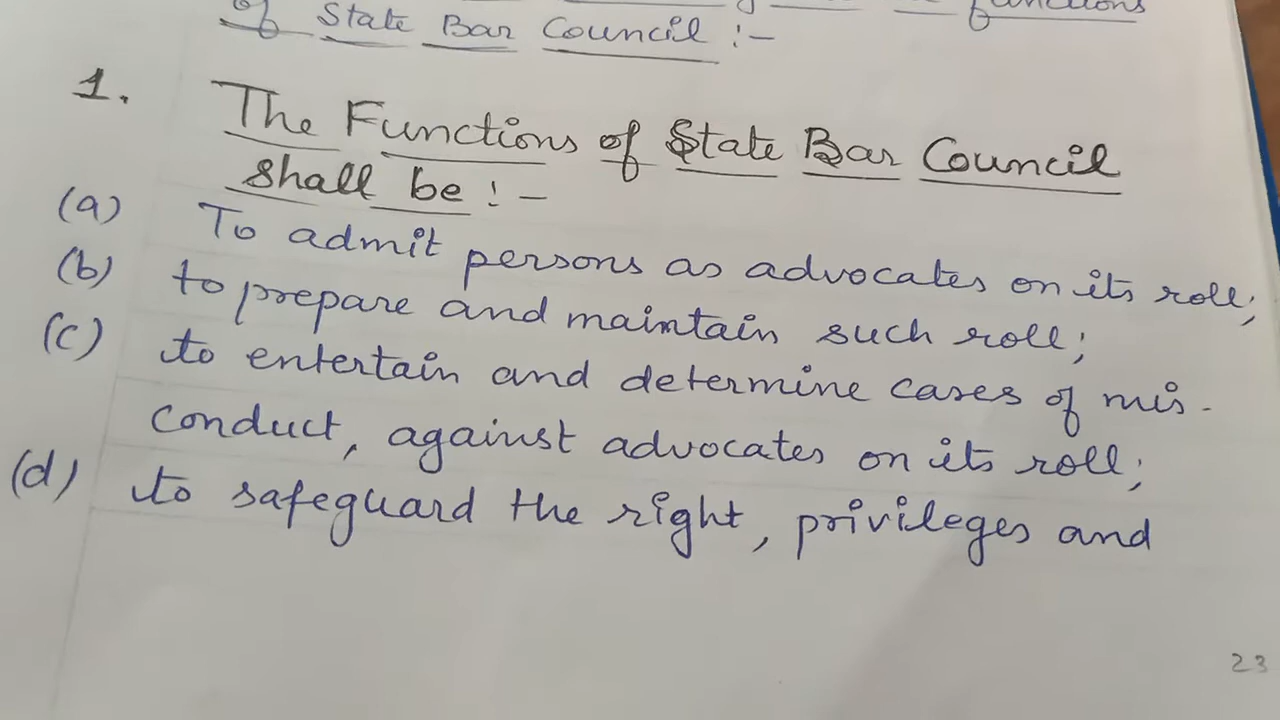 functions
of State Bar Council :-
1. The Functions of State Bar Council
shall be :-
(a) To admit persons as advocates on its roll;
(b) to prepare and maintain such roll;
(c) to entertain and determine cases of mis-
conduct, against advocates on its roll;
(d) to safeguard the right, privileges and
23